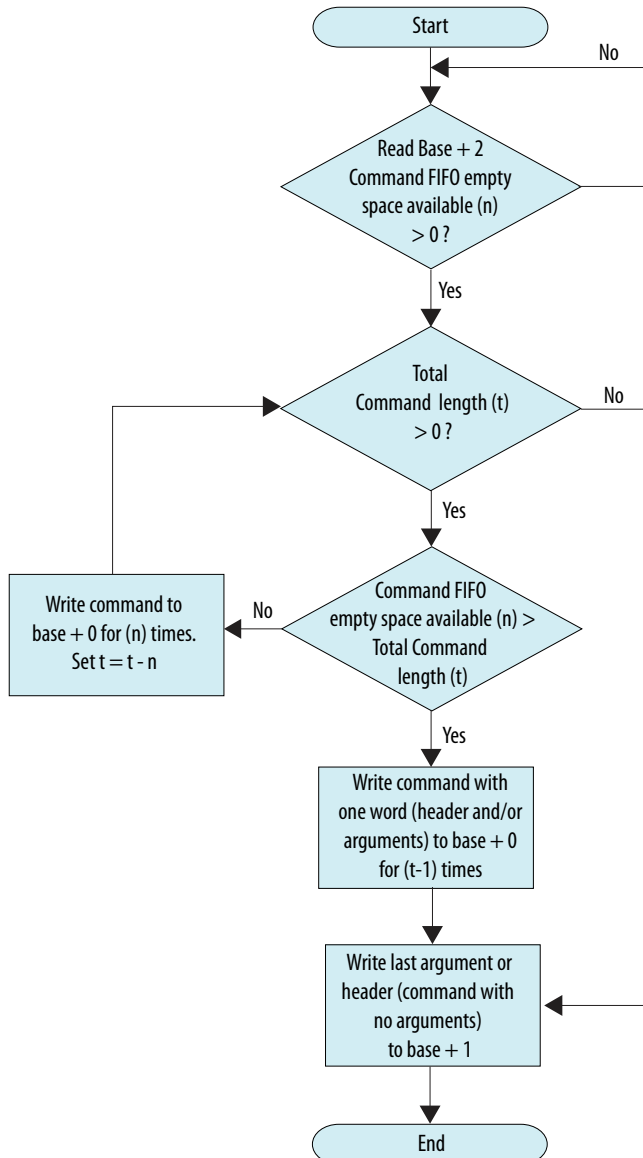 Start
No
Read Base + 2
Command FIFO empty
space available (n)
> 0 ?
Yes
Total
Command length (t)
> 0 ?
No
Yes
Command FIFO
empty space available (n) >
Total Command
length (t)
No
Write command to
base + 0 for (n) times.
Set t = t - n
Yes
Write command with
one word (header and/or
arguments) to base + 0
for (t-1) times
Write last argument or
header (command with
no arguments)
to base + 1
End